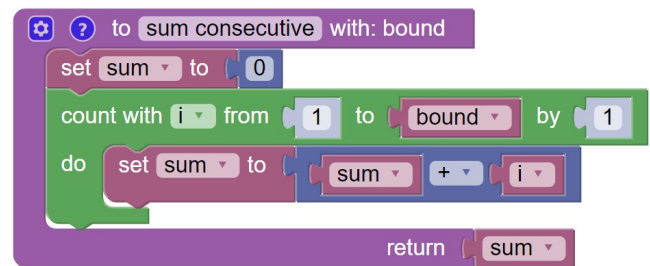 ? to sum consecutive with: bound
set sum to 0
count with i from 1 to bound by 1
do set sum to sum + i
return sum